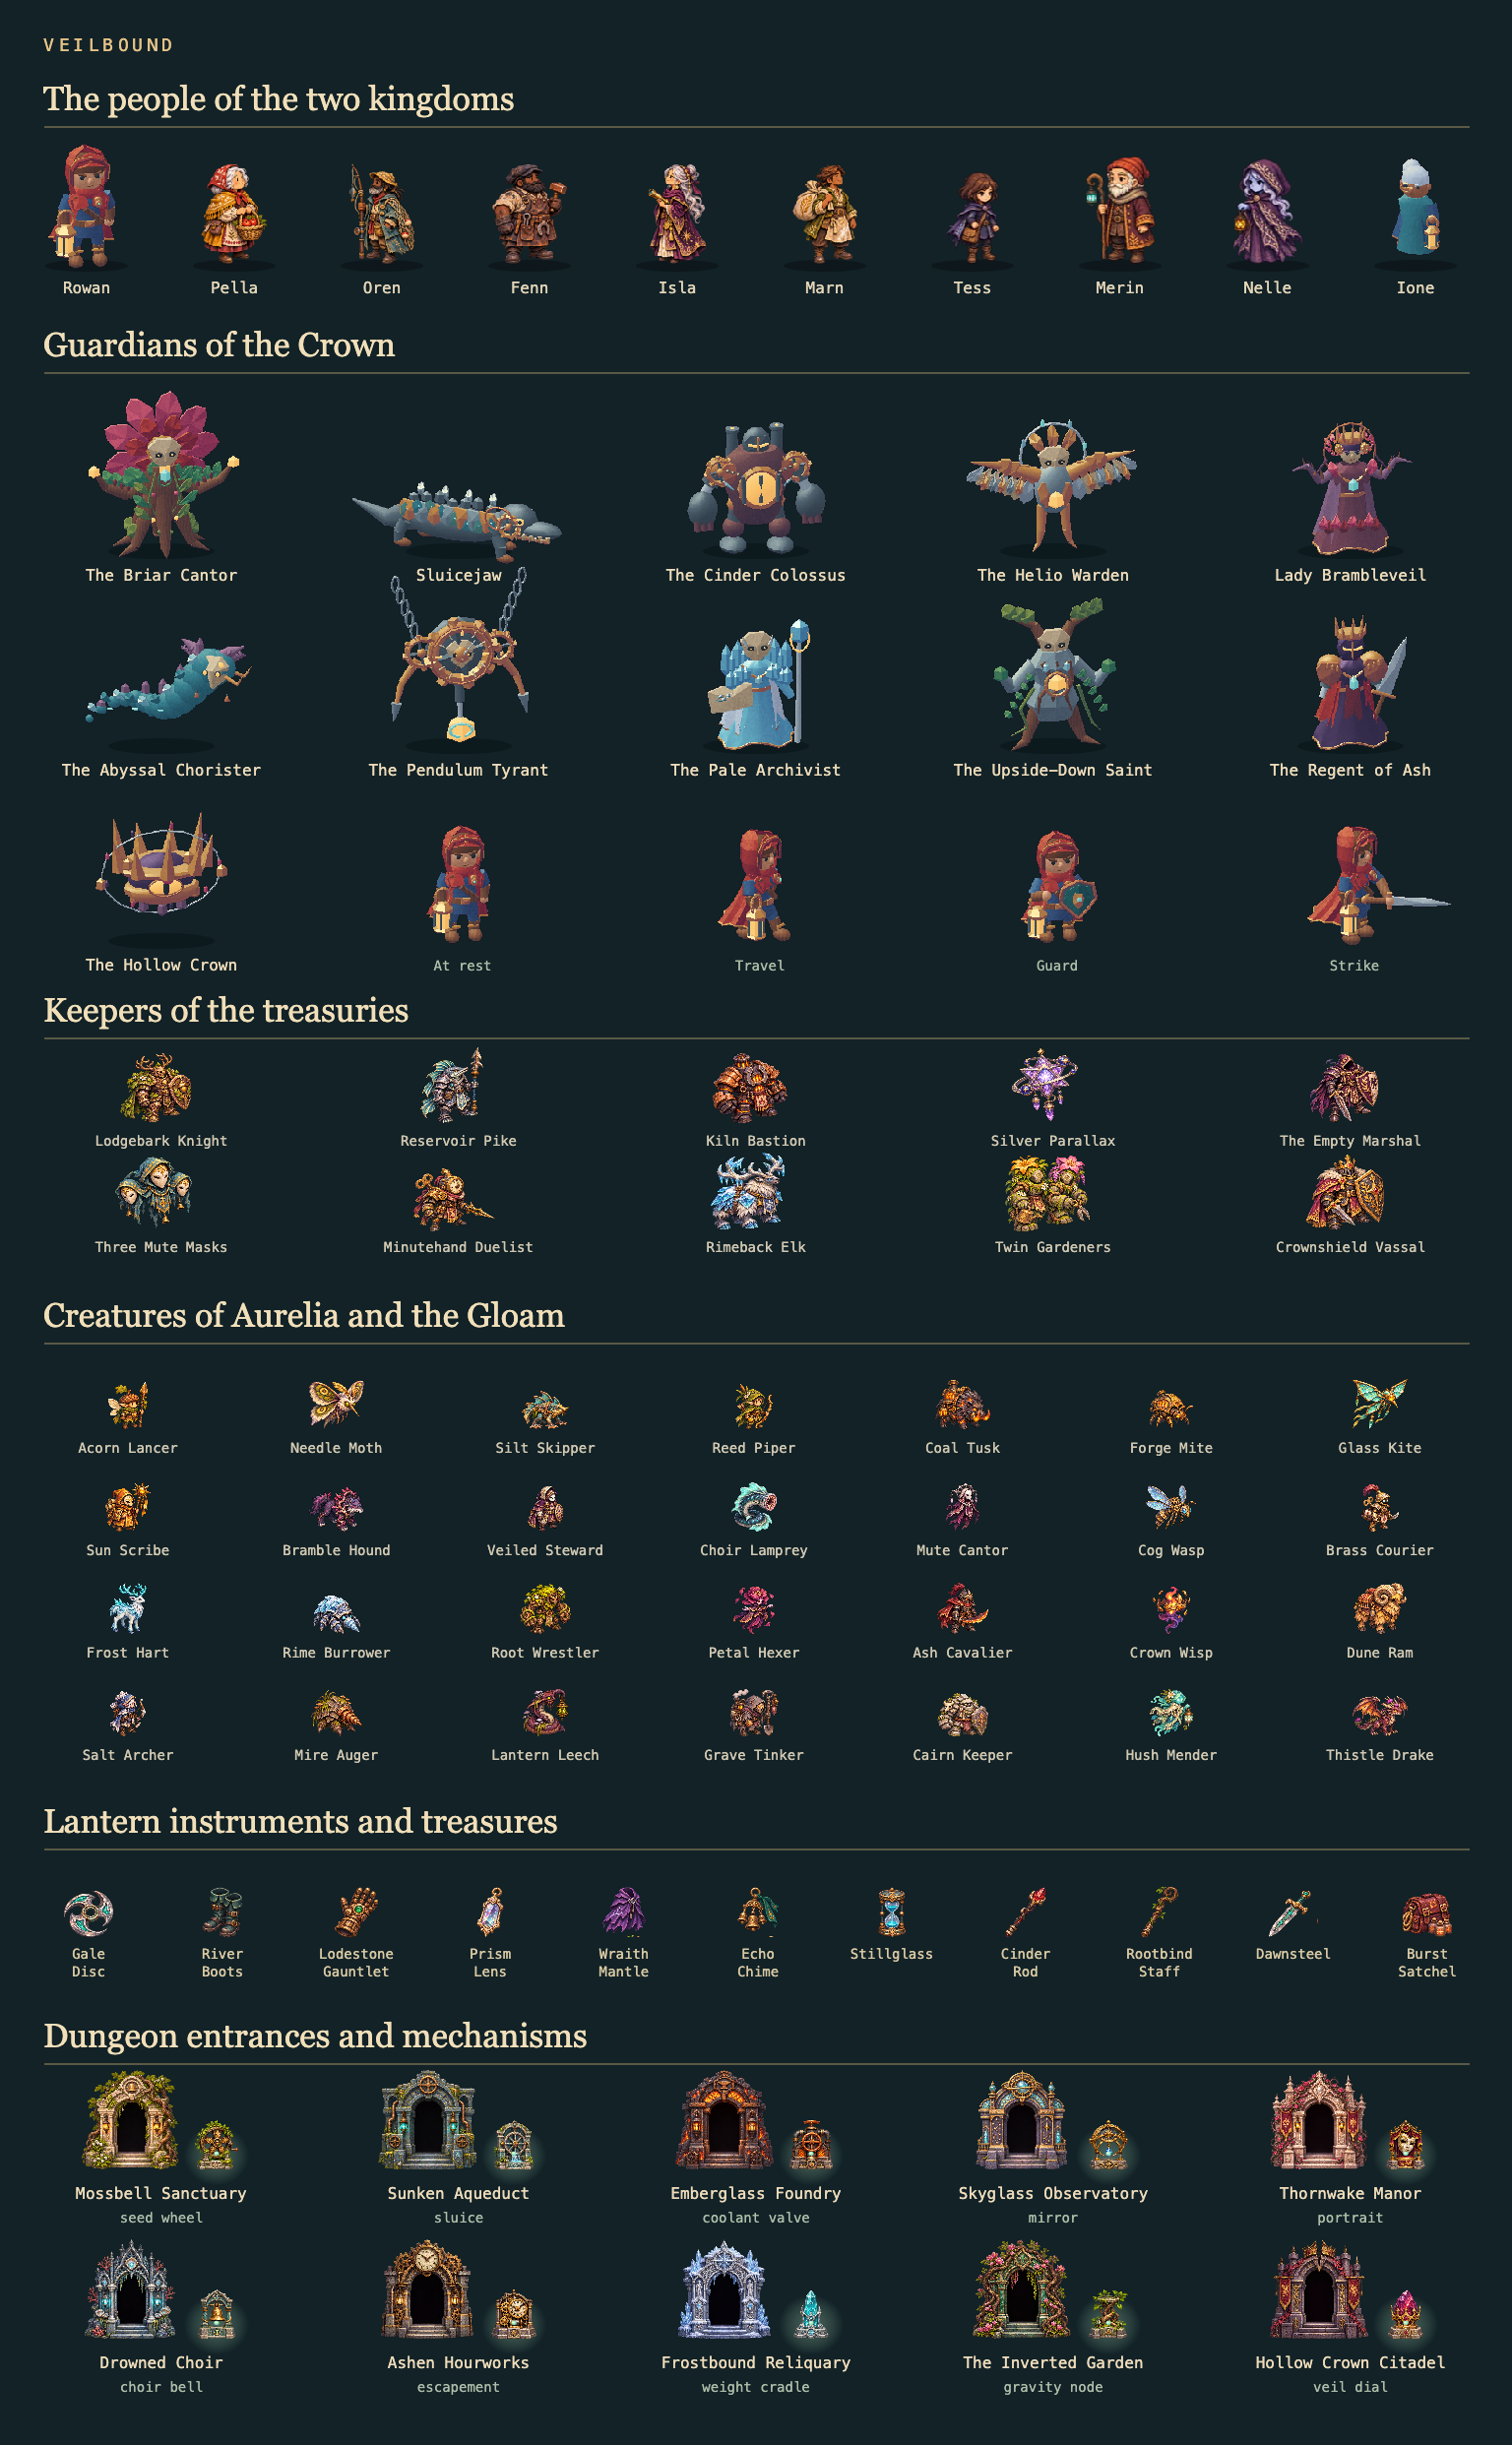 VEILBOUND
The people of the two kingdoms
Rowan
Pella
Oren
Fenn
Isla
Marn
Tess
Merin
Nelle
Ione
Guardians of the Crown
The Briar Cantor
Sluicejaw
The Cinder Colossus
The Helio Warden
Lady Brambleveil
The Abyssal Chorister
The Pendulum Tyrant
The Pale Archivist
The Upside-Down Saint
The Regent of Ash
The Hollow Crown
At rest
Travel
Guard
Strike
Keepers of the treasuries
Lodgebark Knight
Reservoir Pike
Kiln Bastion
Silver Parallax
The Empty Marshal
Three Mute Masks
Minutehand Duelist
Rimeback Elk
Twin Gardeners
Crownshield Vassal
Creatures of Aurelia and the Gloam
Acorn Lancer
Needle Moth
Silt Skipper
Reed Piper
Coal Tusk
Forge Mite
Glass Kite
Sun Scribe
Bramble Hound
Veiled Steward
Choir Lamprey
Mute Cantor
Cog Wasp
Brass Courier
Frost Hart
Rime Burrower
Root Wrestler
Petal Hexer
Ash Cavalier
Crown Wisp
Dune Ram
Salt Archer
Mire Auger
Lantern Leech
Grave Tinker
Cairn Keeper
Hush Mender
Thistle Drake
Lantern instruments and treasures
Gale
Disc
River
Boots
Lodestone
Gauntlet
Prism
Lens
Wraith
Mantle
Echo
Chime
Stillglass
Cinder
Rod
Rootbind
Staff
Dawnsteel
Burst
Satchel
Dungeon entrances and mechanisms
Mossbell Sanctuary
seed wheel
Sunken Aqueduct
sluice
Emberglass Foundry
coolant valve
Skyglass Observatory
mirror
Thornwake Manor
portrait
Drowned Choir
choir bell
Ashen Hourworks
escapement
Frostbound Reliquary
weight cradle
The Inverted Garden
gravity node
Hollow Crown Citadel
veil dial